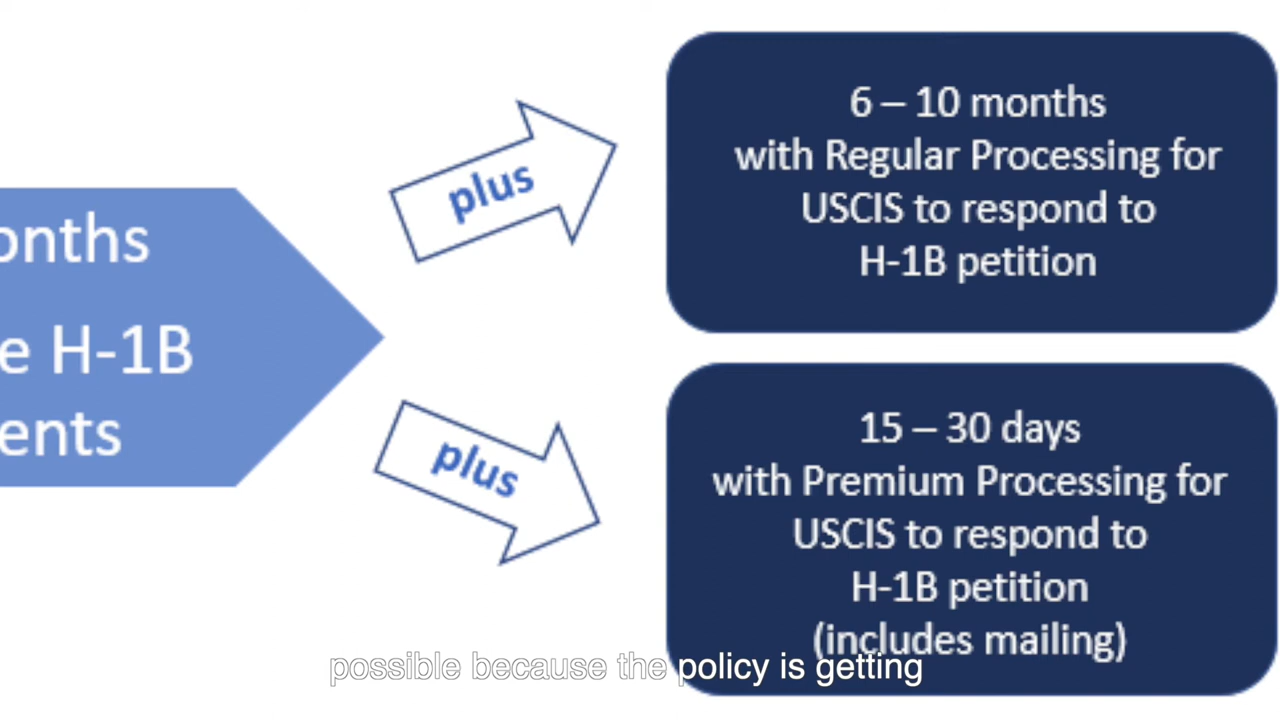 onths
e H-1B
ents
plus
plus
6 – 10 months
with Regular Processing for
USCIS to respond to
H-1B petition
15 – 30 days
with Premium Processing for
USCIS to respond to
H-1B petition
(includes mailing)
possible because the policy is getting